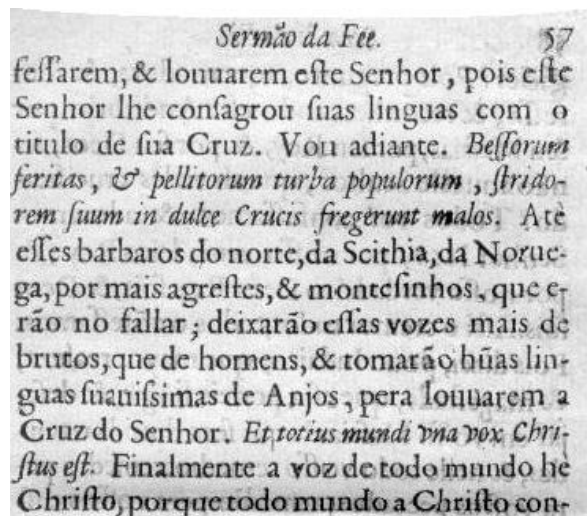 Sermão da Fee. 57
feſſarem, & louuarem eſte Senhor, pois eſte
Senhor lhe conſagrou ſuas linguas com o
titulo de ſua Cruz. Vou adiante. Beſſorum
feritas, & pellitorum turba populorum, ſtrido-
rem ſuum in dulce Crucis fregerunt malos. Atè
eſſes barbaros do norte, da Scithia, da Norue-
ga, por mais agreſtes, & monteſinhos, que e-
rão no fallar; deixarão eſſas vozes mais de
brutos, que de homens, & tomarão hũas lin-
guas ſuauiſsimas de Anjos, pera louuarem a
Cruz do Senhor. Et totius mundi vna vox Chri-
ſtus eſt. Finalmente a voz de todo mundo he
Chriſto, porque todo mundo a Chriſto con-